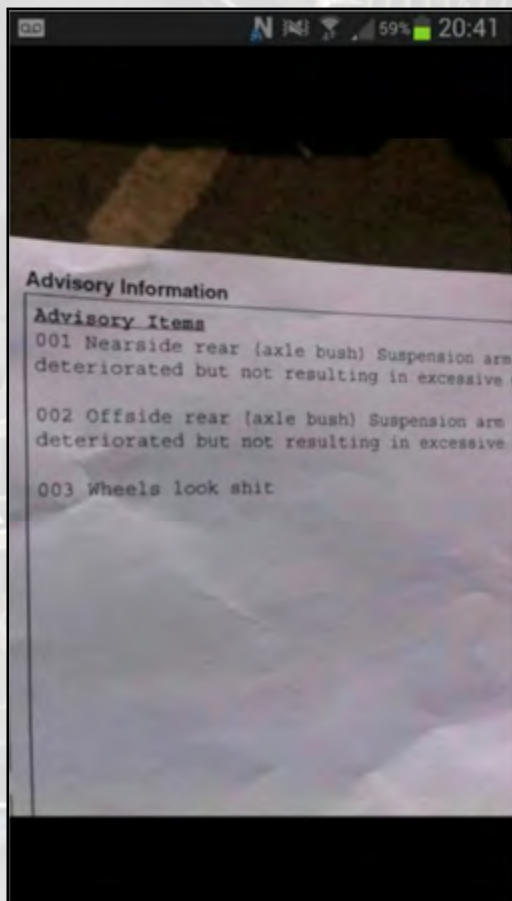 59% 20:41
Advisory Information
Advisory Items
001 Nearside rear (axle bush) Suspension arm
deteriorated but not resulting in excessive
002 Offside rear (axle bush) Suspension arm
deteriorated but not resulting in excessive
003 Wheels look shit